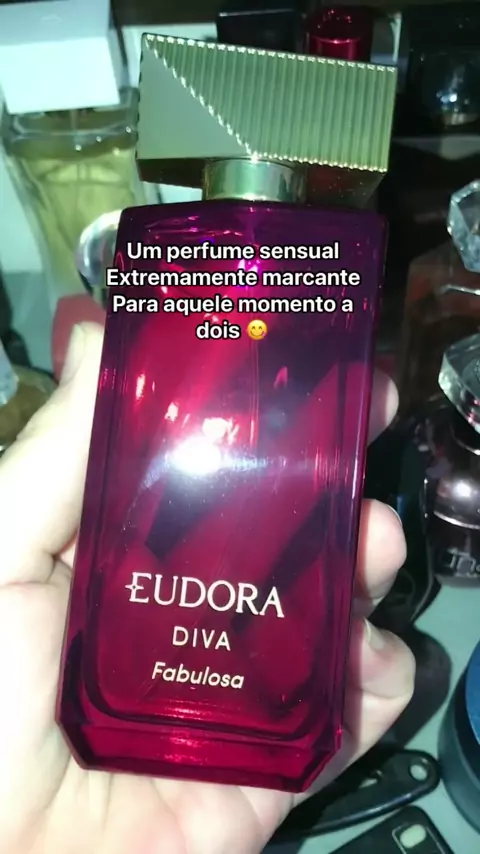 Um perfume sensual
Extremamente marcante
Para aquele momento a
dois 😋
EUDORA
DIVA
Fabulosa